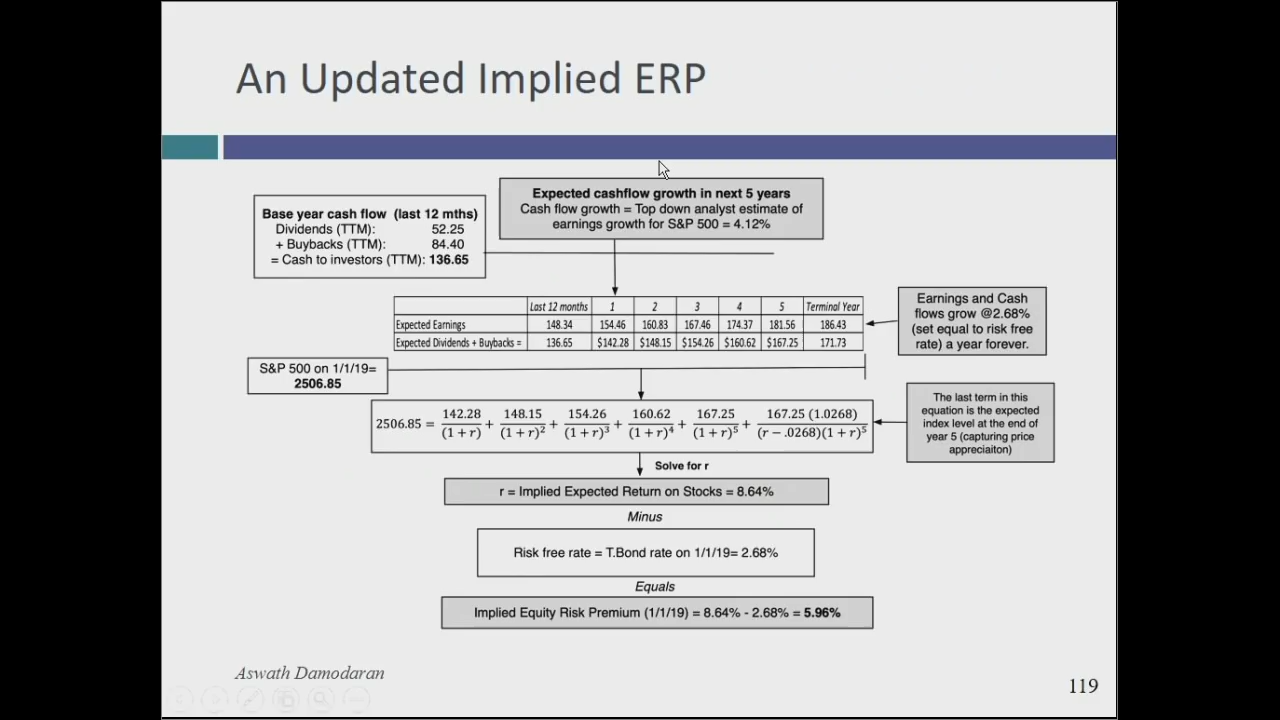 An Updated Implied ERP
Expected cashflow growth in next 5 years
Cash flow growth = Top down analyst estimate of
earnings growth for S&P 500 = 4.12%
Base year cash flow (last 12 mths)
Dividends (TTM): 52.25
+ Buybacks (TTM): 84.40
= Cash to investors (TTM): 136.65
Last 12 months 1 2 3 4 5 Terminal Year
Expected Earnings 148.34 154.46 160.83 167.46 174.37 181.56 186.43
Expected Dividends + Buybacks = 136.65 $142.28 $148.15 $154.26 $160.62 $167.25 171.73
Earnings and Cash
flows grow @2.68%
(set equal to risk free
rate) a year forever.
S&P 500 on 1/1/19=
2506.85
2506.85 = 142.28/(1 + r) + 148.15/(1 + r)^2 + 154.26/(1 + r)^3 + 160.62/(1 + r)^4 + 167.25/(1 + r)^5 + 167.25 (1.0268)/(r − .0268)(1 + r)^5
The last term in this
equation is the expected
index level at the end of
year 5 (capturing price
appreciaiton)
Solve for r
r = Implied Expected Return on Stocks = 8.64%
Minus
Risk free rate = T.Bond rate on 1/1/19= 2.68%
Equals
Implied Equity Risk Premium (1/1/19) = 8.64% - 2.68% = 5.96%
Aswath Damodaran
119